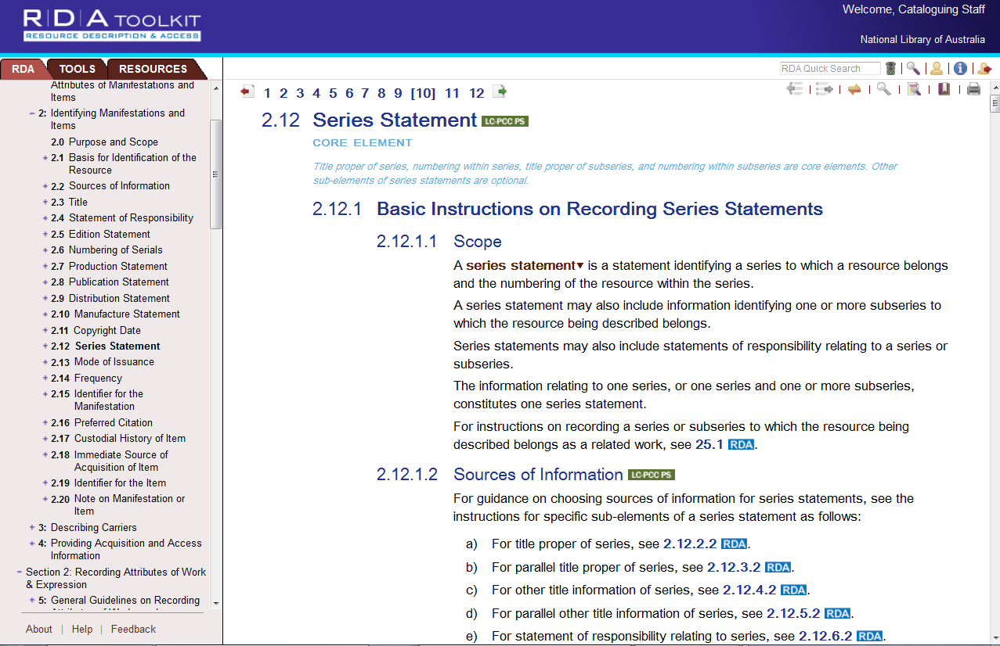 R|D|A TOOLKIT
RESOURCE DESCRIPTION & ACCESS
Welcome, Cataloguing Staff
National Library of Australia
RDA TOOLS RESOURCES
RDA Quick Search
Attributes of Manifestations and
Items
2: Identifying Manifestations and
Items
2.0 Purpose and Scope
2.1 Basis for Identification of the
Resource
2.2 Sources of Information
2.3 Title
2.4 Statement of Responsibility
2.5 Edition Statement
2.6 Numbering of Serials
2.7 Production Statement
2.8 Publication Statement
2.9 Distribution Statement
2.10 Manufacture Statement
2.11 Copyright Date
2.12 Series Statement
2.13 Mode of Issuance
2.14 Frequency
2.15 Identifier for the
Manifestation
2.16 Preferred Citation
2.17 Custodial History of Item
2.18 Immediate Source of
Acquisition of Item
2.19 Identifier for the Item
2.20 Note on Manifestation or
Item
3: Describing Carriers
4: Providing Acquisition and Access
Information
Section 2: Recording Attributes of Work
& Expression
5: General Guidelines on Recording
About | Help | Feedback
1 2 3 4 5 6 7 8 9 [10] 11 12
2.12 Series Statement LC-PCC PS
CORE ELEMENT
Title proper of series, numbering within series, title proper of subseries, and numbering within subseries are core elements. Other
sub-elements of series statements are optional.
2.12.1 Basic Instructions on Recording Series Statements
2.12.1.1 Scope
A series statement▾ is a statement identifying a series to which a resource belongs
and the numbering of the resource within the series.
A series statement may also include information identifying one or more subseries to
which the resource being described belongs.
Series statements may also include statements of responsibility relating to a series or
subseries.
The information relating to one series, or one series and one or more subseries,
constitutes one series statement.
For instructions on recording a series or subseries to which the resource being
described belongs as a related work, see 25.1 RDA.
2.12.1.2 Sources of Information LC-PCC PS
For guidance on choosing sources of information for series statements, see the
instructions for specific sub-elements of a series statement as follows:
a) For title proper of series, see 2.12.2.2 RDA.
b) For parallel title proper of series, see 2.12.3.2 RDA.
c) For other title information of series, see 2.12.4.2 RDA.
d) For parallel other title information of series, see 2.12.5.2 RDA.
e) For statement of responsibility relating to series, see 2.12.6.2 RDA.